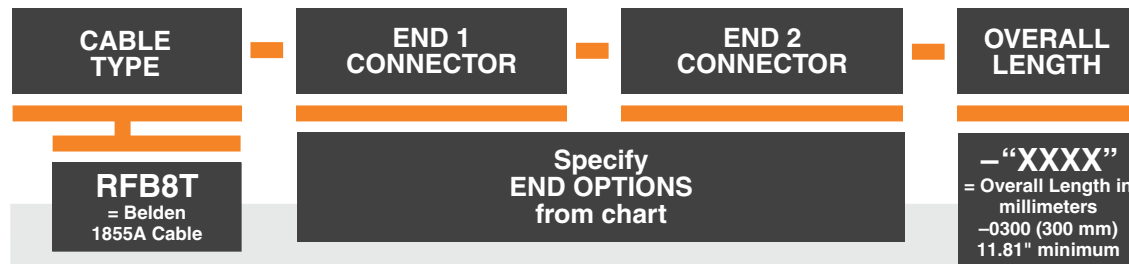 CABLE
TYPE
END 1
CONNECTOR
END 2
CONNECTOR
OVERALL
LENGTH
RFB8T
= Belden
1855A Cable
Specify
END OPTIONS
from chart
–“XXXX”
= Overall Length in
millimeters
–0300 (300 mm)
11.81" minimum